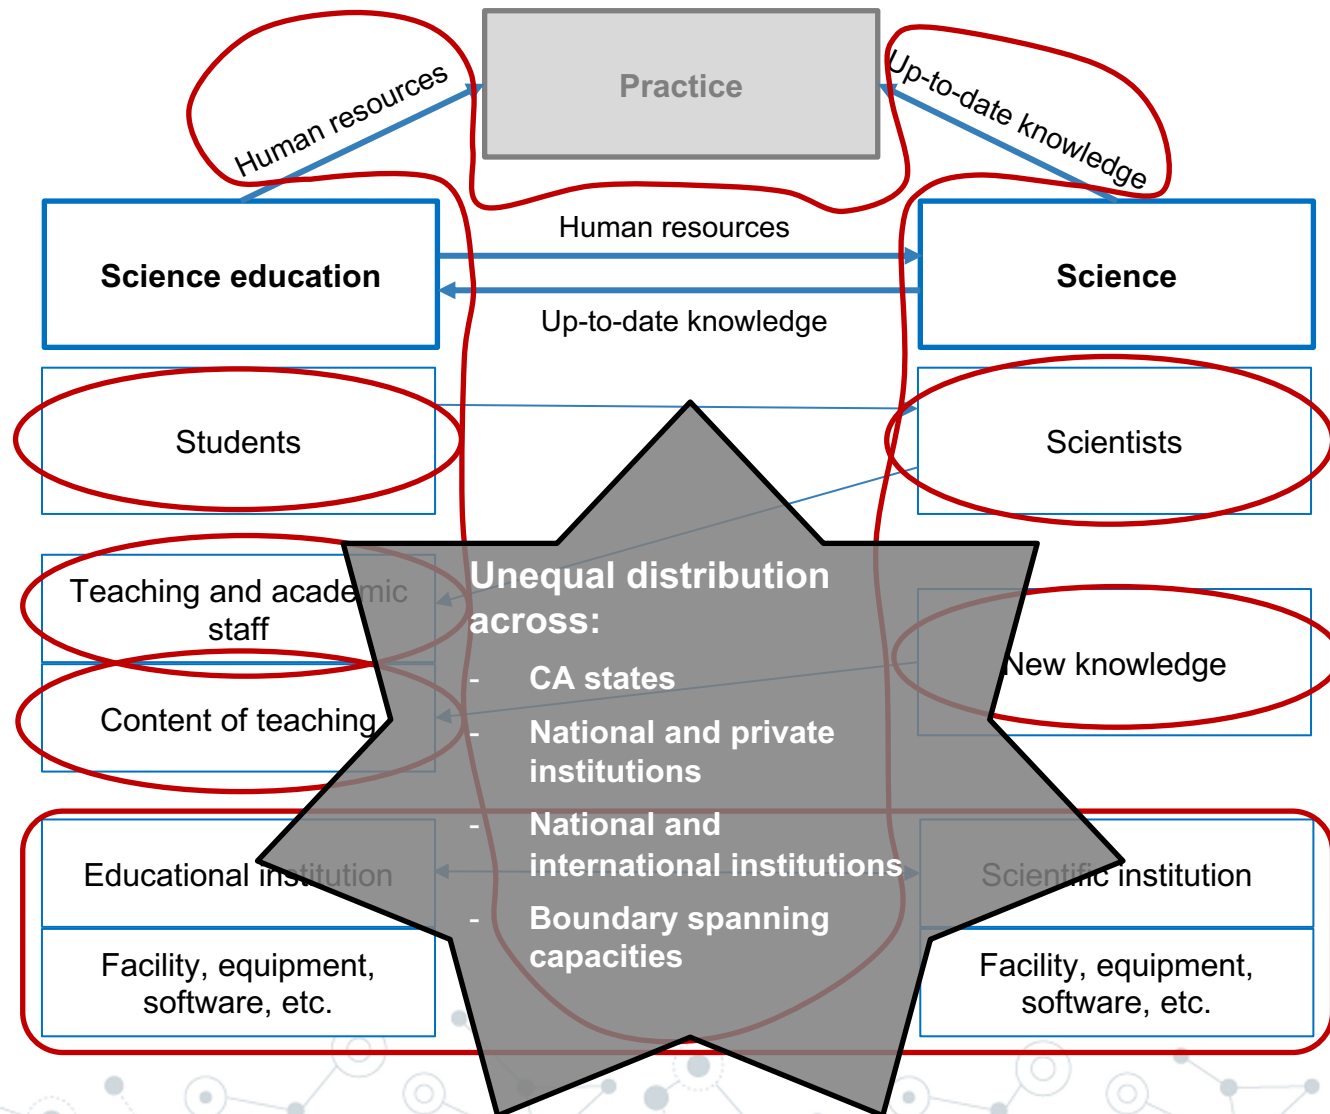 Practice
Human resources
Up-to-date knowledge
Science education
Human resources
Up-to-date knowledge
Science
Students
Scientists
Teaching and academic
staff
Content of teaching
New knowledge
Unequal distribution
across:
- CA states
- National and private
institutions
- National and
international institutions
- Boundary spanning
capacities
Educational institution
Scientific institution
Facility, equipment,
software, etc.
Facility, equipment,
software, etc.